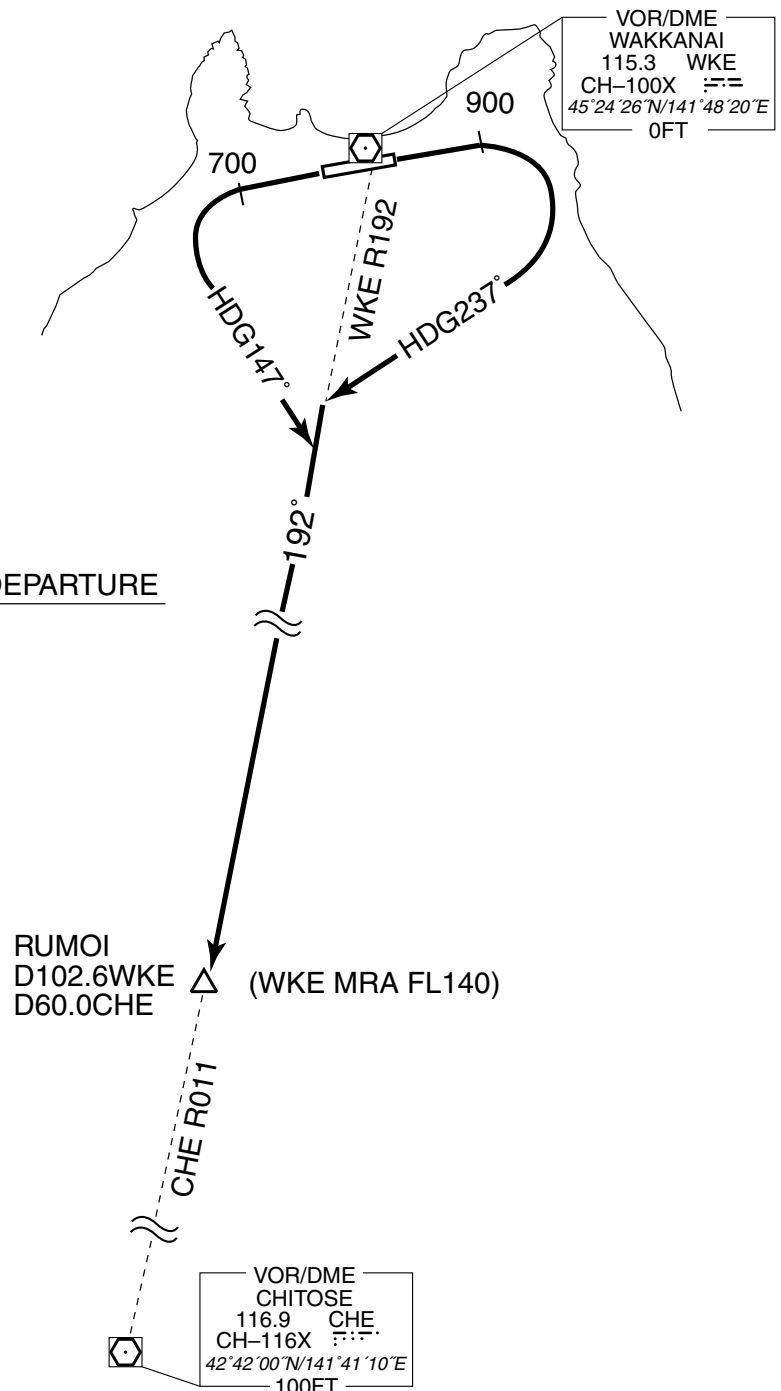 VOR/DME
WAKKANAI
115.3 WKE
CH–100X
45°24´26˝N/141°48´20˝E
0FT
900
700
WKE R192
HDG237°
HDG147°
192°
DEPARTURE
RUMOI
D102.6WKE
D60.0CHE
(WKE MRA FL140)
CHE R011
VOR/DME
CHITOSE
116.9 CHE
CH–116X
42°42´00˝N/141°41´10˝E
100FT